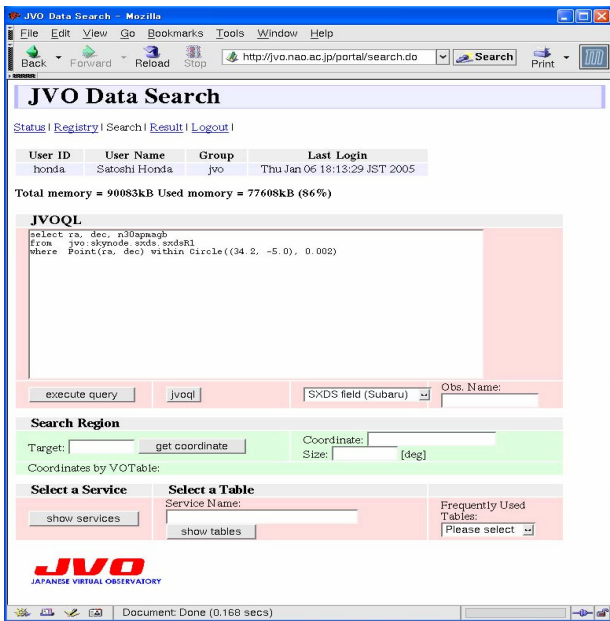 JVO Data Search - Mozilla
File Edit View Go Bookmarks Tools Window Help
Back Forward Reload Stop http://jvo.nao.ac.jp/portal/search.do Search Print
JVO Data Search
Status | Registry | Search | Result | Logout |
User ID User Name Group Last Login
honda Satoshi Honda jvo Thu Jan 06 18:13:29 JST 2005
Total memory = 90083kB Used momory = 77608kB (86%)
JVOQL
select ra, dec, n30apmagb
from jvo:skynode.sxds.sxdsR1
where Point(ra, dec) within Circle((34.2, -5.0), 0.002)
execute query jvoql SXDS field (Subaru) Obs. Name:
Search Region
Target: get coordinate Coordinate:
Size: [deg]
Coordinates by VOTable:
Select a Service Select a Table
Service Name: Frequently Used
show services Tables:
show tables Please select
JVO
JAPANESE VIRTUAL OBSERVATORY
Document: Done (0.168 secs)